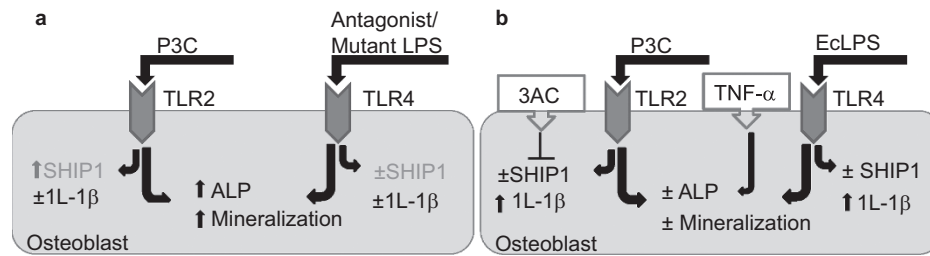 a
P3C
Antagonist/
Mutant LPS
TLR2
TLR4
⬆SHIP1
±1L-1β
⬆ ALP
⬆ Mineralization
±SHIP1
±1L-1β
Osteoblast
b
P3C
EcLPS
3AC
TLR2
TNF-α
TLR4
±SHIP1
⬆ 1L-1β
± ALP
± Mineralization
± SHIP1
⬆ 1L-1β
Osteoblast